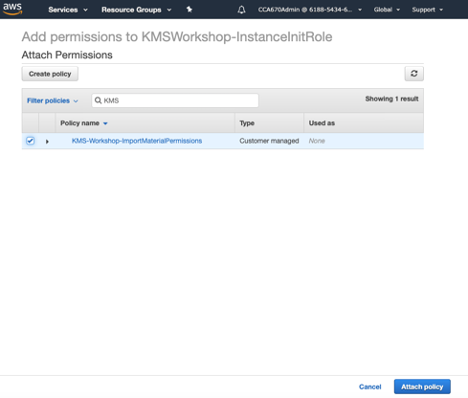 aws
Services Resource Groups CCA670Admin @ 6188-5434-6... Global Support
Add permissions to KMSWorkshop-InstanceInitRole
Attach Permissions
Create policy
Filter policies KMS Showing 1 result
Policy name Type Used as
KMS-Workshop-ImportMaterialPermissions Customer managed None
Cancel Attach policy